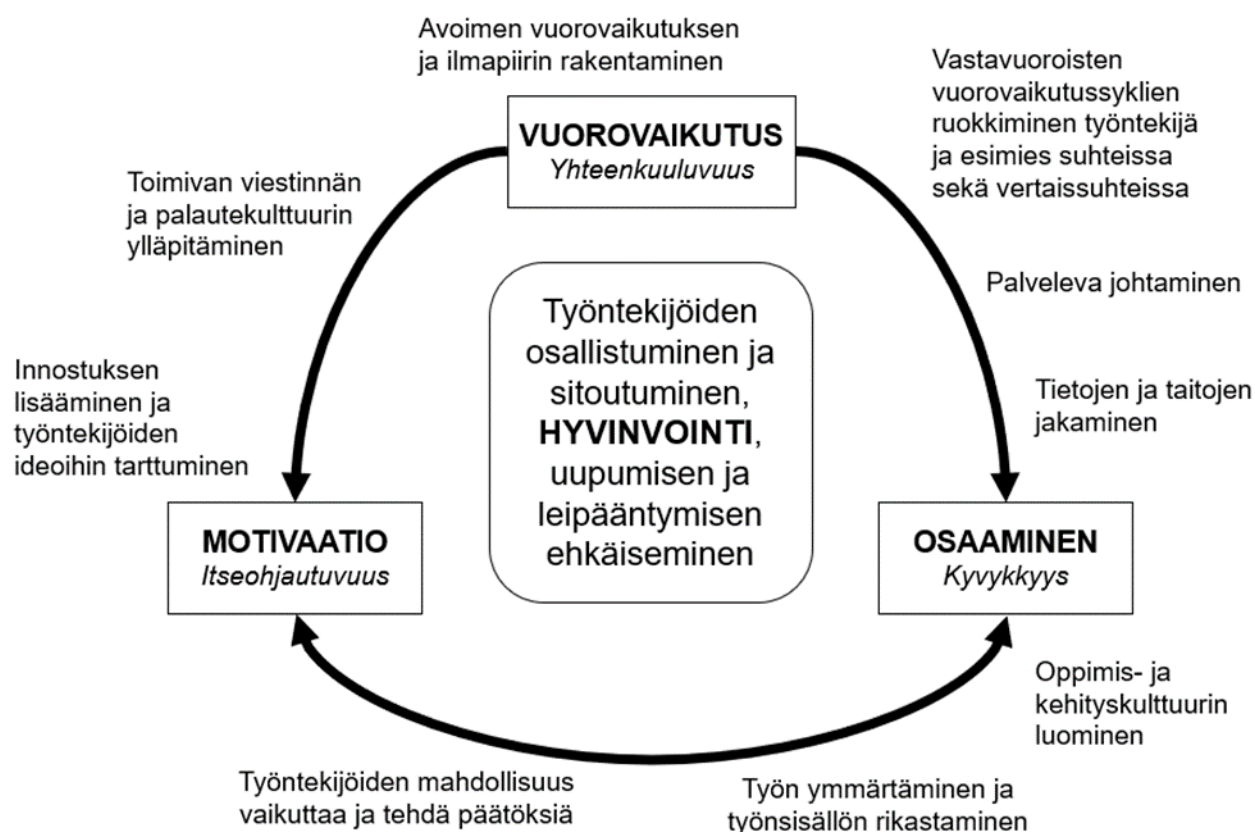 Avoimen vuorovaikutuksen
ja ilmapiirin rakentaminen
Vastavuoroisten
vuorovaikutussyklien
ruokkiminen työntekijä
ja esimies suhteissa
sekä vertaissuhteissa
VUOROVAIKUTUS
Yhteenkuuluvuus
Toimivan viestinnän
ja palautekulttuurin
ylläpitäminen
Palveleva johtaminen
Työntekijöiden
osallistuminen ja
sitoutuminen,
HYVINVOINTI,
uupumisen ja
leipääntymisen
ehkäiseminen
Innostuksen
lisääminen ja
työntekijöiden
ideoihin tarttuminen
Tietojen ja taitojen
jakaminen
MOTIVAATIO
Itseohjautuvuus
OSAAMINEN
Kyvykkyys
Oppimis- ja
kehityskulttuurin
luominen
Työntekijöiden mahdollisuus
vaikuttaa ja tehdä päätöksiä
Työn ymmärtäminen ja
työnsisällön rikastaminen